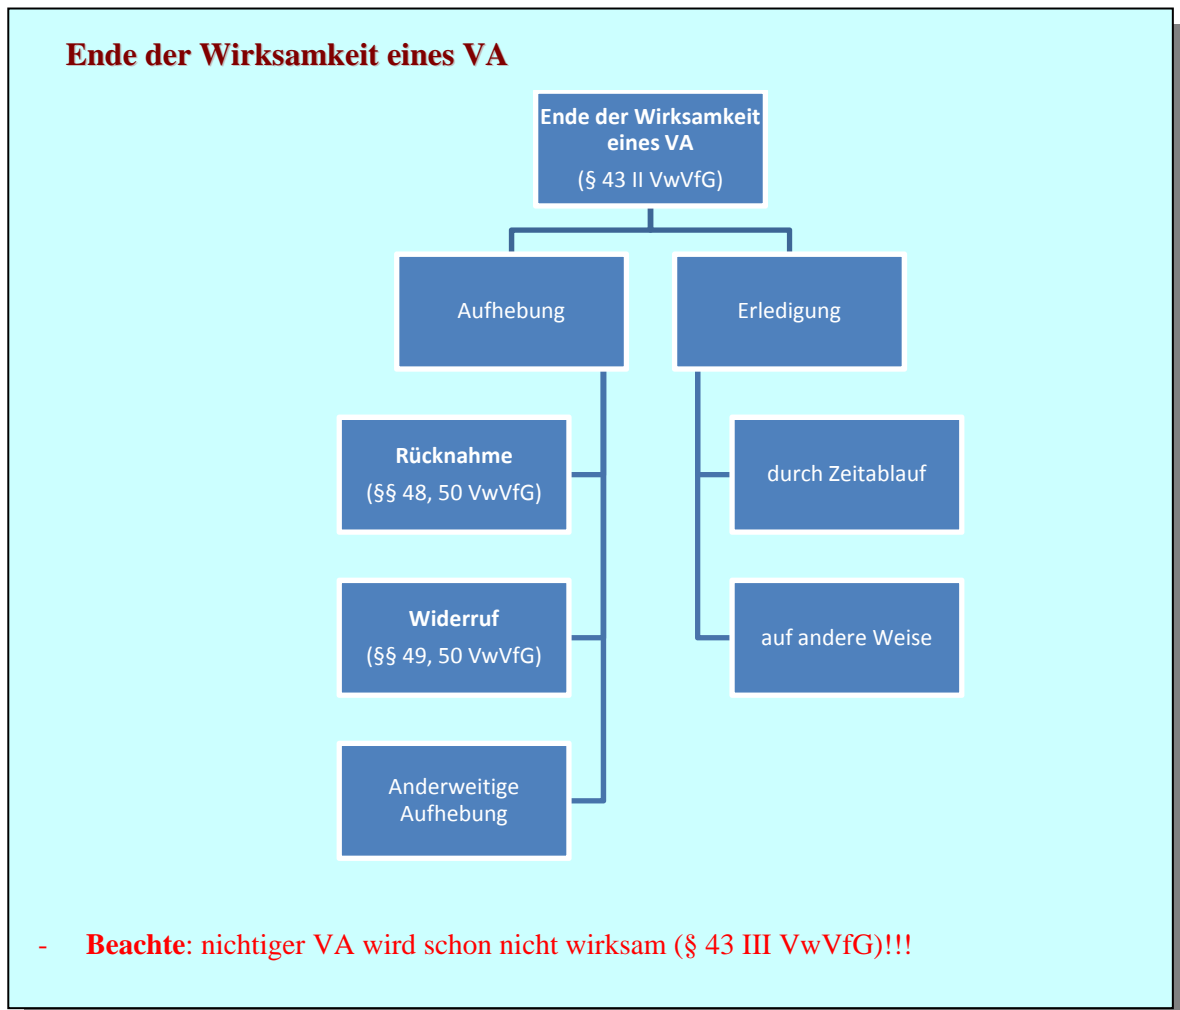 Ende der Wirksamkeit eines VA
Ende der Wirksamkeit
eines VA
(§ 43 II VwVfG)
Aufhebung
Erledigung
Rücknahme
(§§ 48, 50 VwVfG)
durch Zeitablauf
Widerruf
(§§ 49, 50 VwVfG)
auf andere Weise
Anderweitige
Aufhebung
- Beachte: nichtiger VA wird schon nicht wirksam (§ 43 III VwVfG)!!!